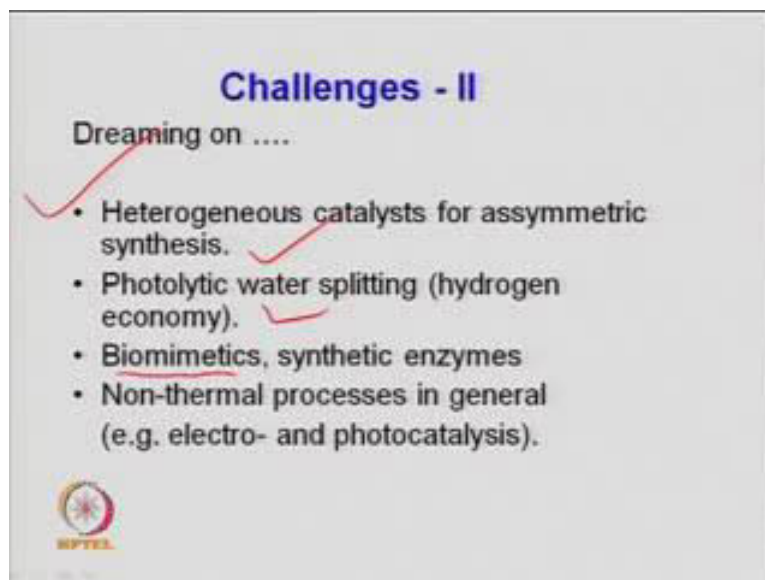 Challenges - II
Dreaming on ....
• Heterogeneous catalysts for assymmetric
synthesis.
• Photolytic water splitting (hydrogen
economy).
• Biomimetics, synthetic enzymes
• Non-thermal processes in general
(e.g. electro- and photocatalysis).
NPTEL